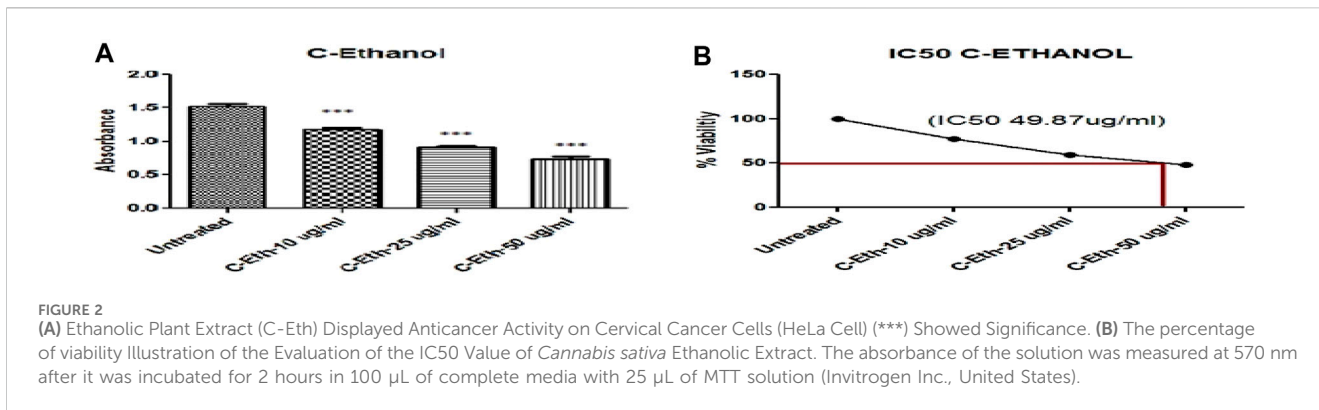 A
C-Ethanol
2.0
1.5
1.0
0.5
0.0
Absorbance
***
***
***
Untreated
C-Eth-10 ug/ml
C-Eth-25 ug/ml
C-Eth-50 ug/ml
B
IC50 C-ETHANOL
150
100
50
0
% Viability
(IC50 49.87ug/ml)
Untreated
C-Eth-10 ug/ml
C-Eth-25 ug/ml
C-Eth-50 ug/ml
FIGURE 2
(A) Ethanolic Plant Extract (C-Eth) Displayed Anticancer Activity on Cervical Cancer Cells (HeLa Cell) (***) Showed Significance. (B) The percentage
of viability Illustration of the Evaluation of the IC50 Value of Cannabis sativa Ethanolic Extract. The absorbance of the solution was measured at 570 nm
after it was incubated for 2 hours in 100 µL of complete media with 25 µL of MTT solution (Invitrogen Inc., United States).